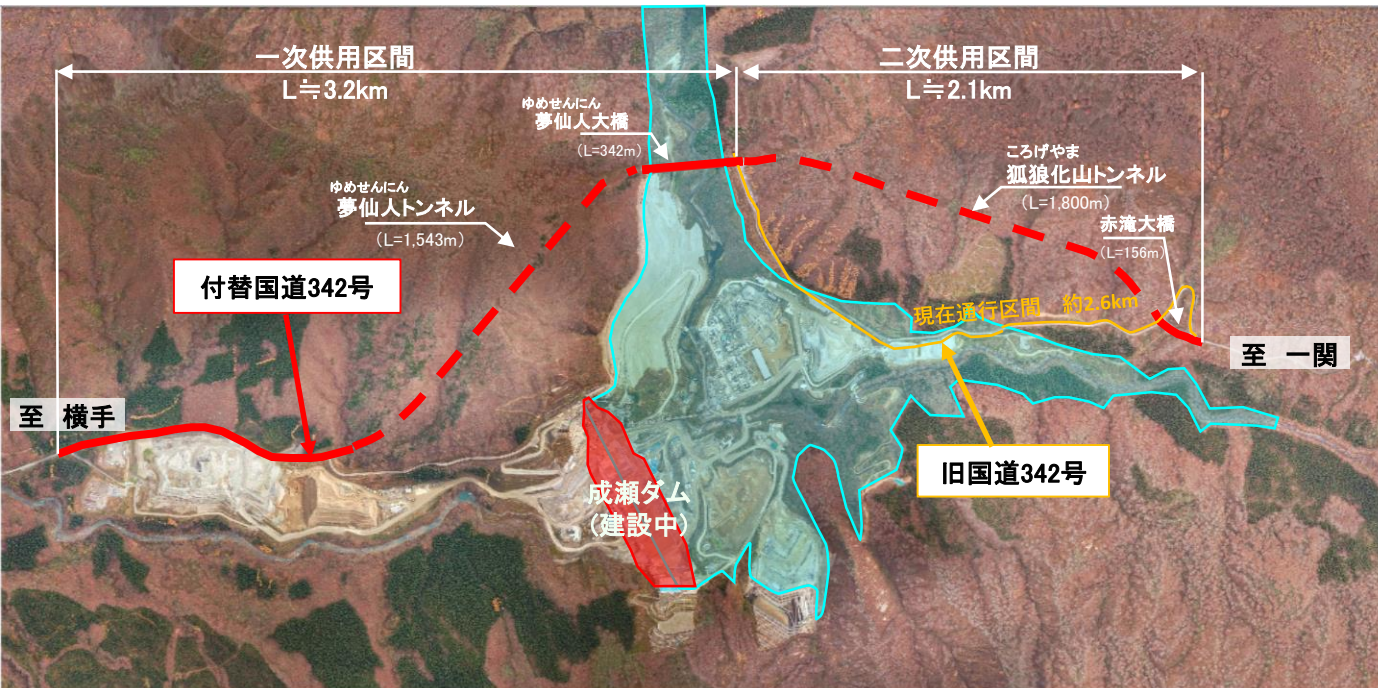 一次供用区間
L≒3.2km
二次供用区間
L≒2.1km
ゆめせんにん
夢仙人大橋
(L=342m)
ころげやま
狐狼化山トンネル
(L=1,800m)
ゆめせんにん
夢仙人トンネル
(L=1,543m)
赤滝大橋
(L=156m)
付替国道342号
現在通行区間　約2.6km
至 一関
至 横手
旧国道342号
成瀬ダム
(建設中)